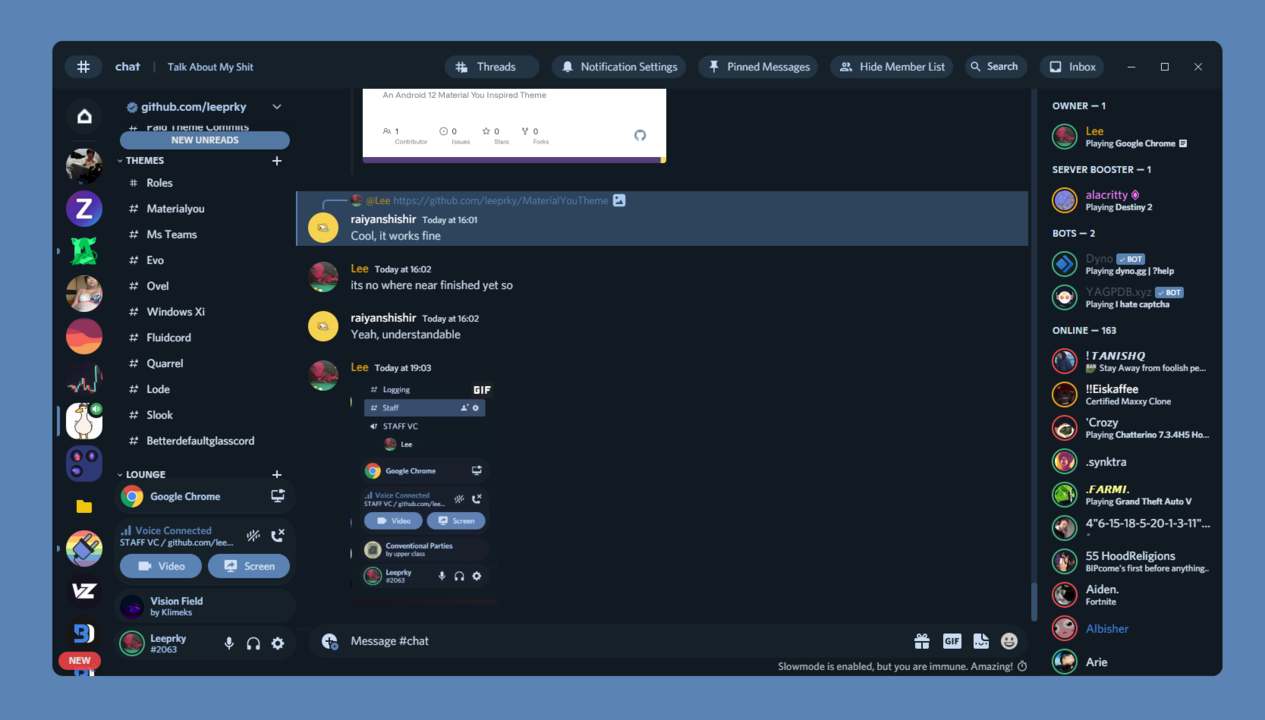 chat
Talk About My Shit
Threads
Notification Settings
Pinned Messages
Hide Member List
Search
Inbox
github.com/leeprky
# Paid Theme Commits
NEW UNREADS
THEMES
# Roles
# Materialyou
# Ms Teams
# Evo
# Ovel
# Windows Xi
# Fluidcord
# Quarrel
# Lode
# Slook
# Betterdefaultglasscord
LOUNGE
Google Chrome
Voice Connected
STAFF VC / github.com/lee...
Video
Screen
Vision Field
by Klimeks
Leeprky
#2063
Z
VZ
NEW
An Android 12 Material You Inspired Theme
1
Contributor
0
Issues
0
Stars
0
Forks
@Lee https://github.com/leeprky/MaterialYouTheme
raiyanshishir Today at 16:01
Cool, it works fine
Lee Today at 16:02
its no where near finished yet so
raiyanshishir Today at 16:02
Yeah, understandable
Lee Today at 19:03
# Logging
GIF
# Staff
STAFF VC
Lee
Google Chrome
Voice Connected
STAFF VC / github.com/lee...
Video
Screen
Conventional Parties
by upper class
Leeprky
#2063
Message #chat
GIF
Slowmode is enabled, but you are immune. Amazing!
OWNER — 1
Lee
Playing Google Chrome
SERVER BOOSTER — 1
alacritty
Playing Destiny 2
BOTS — 2
Dyno ✓ BOT
Playing dyno.gg | ?help
YAGPDB.xyz ✓ BOT
Playing I hate captcha
ONLINE — 163
! TANISHQ
Stay Away from foolish pe...
!!Eiskaffee
Certified Maxxy Clone
'Crozy
Playing Chatterino 7.3.4H5 Ho...
.synktra
.FARMI.
Playing Grand Theft Auto V
4"6-15-18-5-20-1-3-11"...
55 HoodReligions
BIPcome's first before anything..
Aiden.
Fortnite
Albisher
Arie